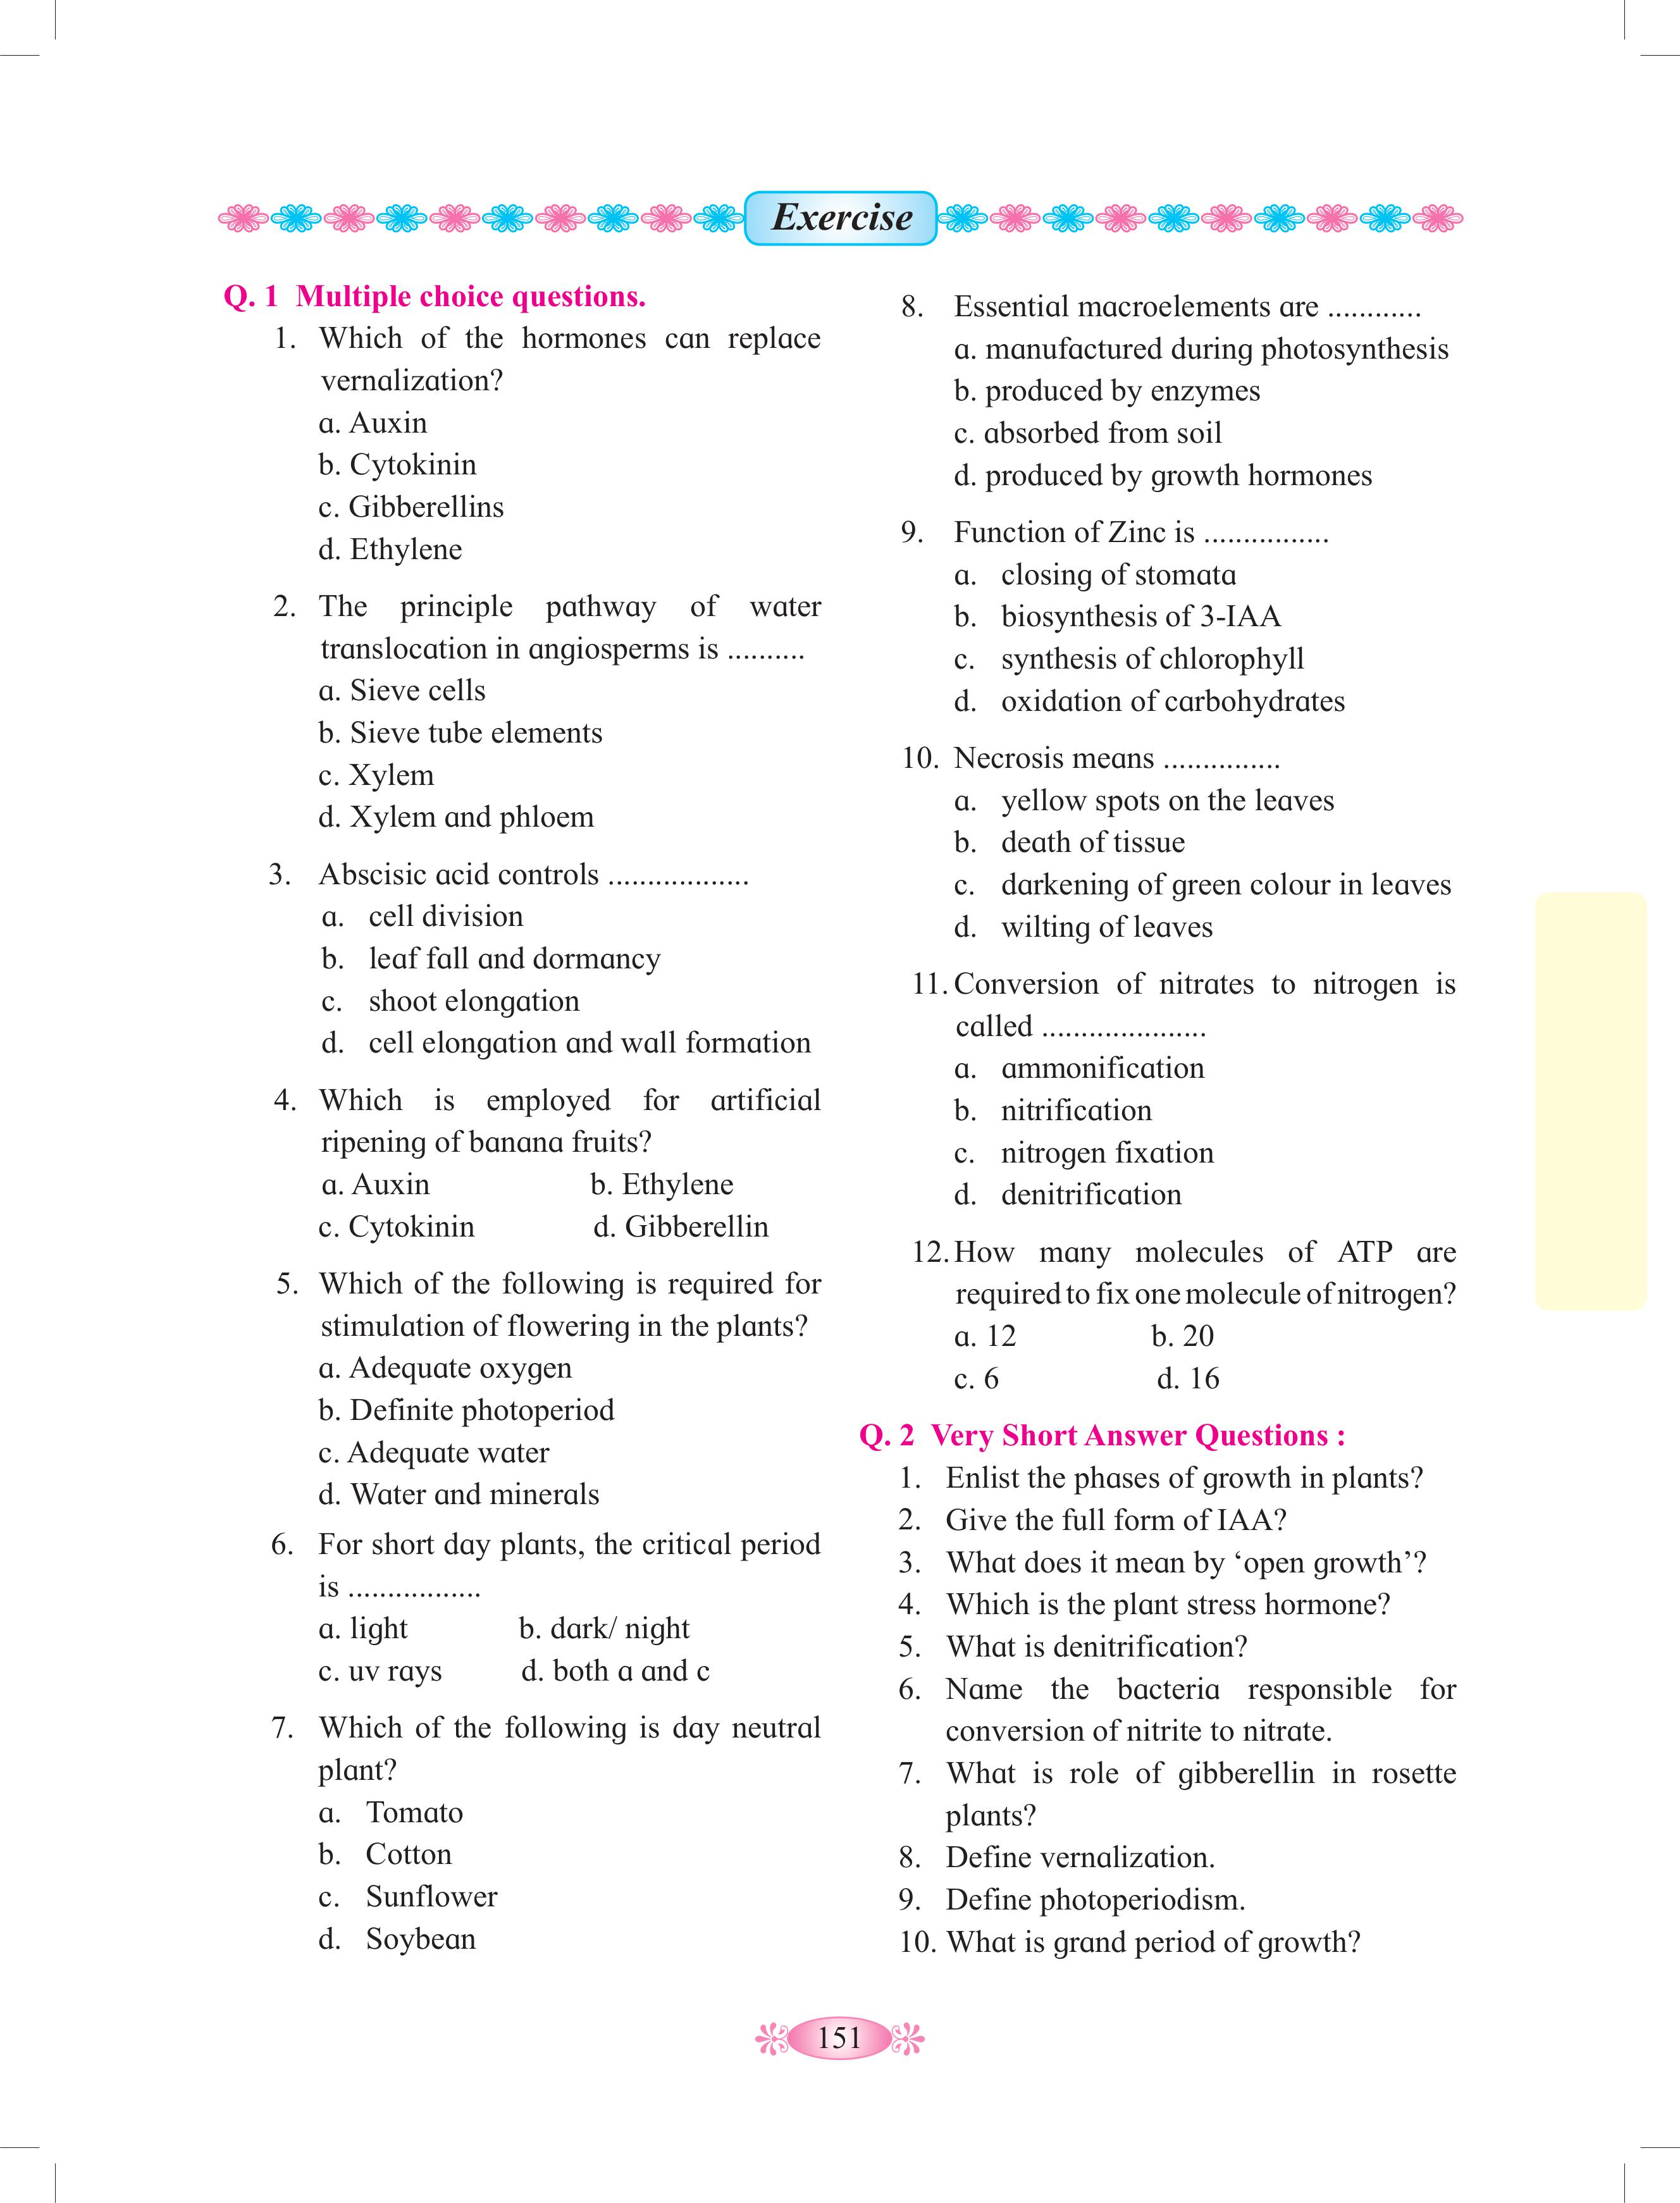 Exercise
Q. 1 Multiple choice questions.
1. Which of the hormones can replace
vernalization?
a. Auxin
b. Cytokinin
c. Gibberellins
d. Ethylene
2. The principle pathway of water
translocation in angiosperms is ..........
a. Sieve cells
b. Sieve tube elements
c. Xylem
d. Xylem and phloem
3. Abscisic acid controls ..................
a. cell division
b. leaf fall and dormancy
c. shoot elongation
d. cell elongation and wall formation
4. Which is employed for artificial
ripening of banana fruits?
a. Auxin b. Ethylene
c. Cytokinin d. Gibberellin
5. Which of the following is required for
stimulation of flowering in the plants?
a. Adequate oxygen
b. Definite photoperiod
c. Adequate water
d. Water and minerals
6. For short day plants, the critical period
is .................
a. light b. dark/ night
c. uv rays d. both a and c
7. Which of the following is day neutral
plant?
a. Tomato
b. Cotton
c. Sunflower
d. Soybean
8. Essential macroelements are ............
a. manufactured during photosynthesis
b. produced by enzymes
c. absorbed from soil
d. produced by growth hormones
9. Function of Zinc is ................
a. closing of stomata
b. biosynthesis of 3-IAA
c. synthesis of chlorophyll
d. oxidation of carbohydrates
10. Necrosis means ...............
a. yellow spots on the leaves
b. death of tissue
c. darkening of green colour in leaves
d. wilting of leaves
11. Conversion of nitrates to nitrogen is
called .....................
a. ammonification
b. nitrification
c. nitrogen fixation
d. denitrification
12. How many molecules of ATP are
required to fix one molecule of nitrogen?
a. 12 b. 20
c. 6 d. 16
Q. 2 Very Short Answer Questions :
1. Enlist the phases of growth in plants?
2. Give the full form of IAA?
3. What does it mean by ‘open growth’?
4. Which is the plant stress hormone?
5. What is denitrification?
6. Name the bacteria responsible for
conversion of nitrite to nitrate.
7. What is role of gibberellin in rosette
plants?
8. Define vernalization.
9. Define photoperiodism.
10. What is grand period of growth?
151